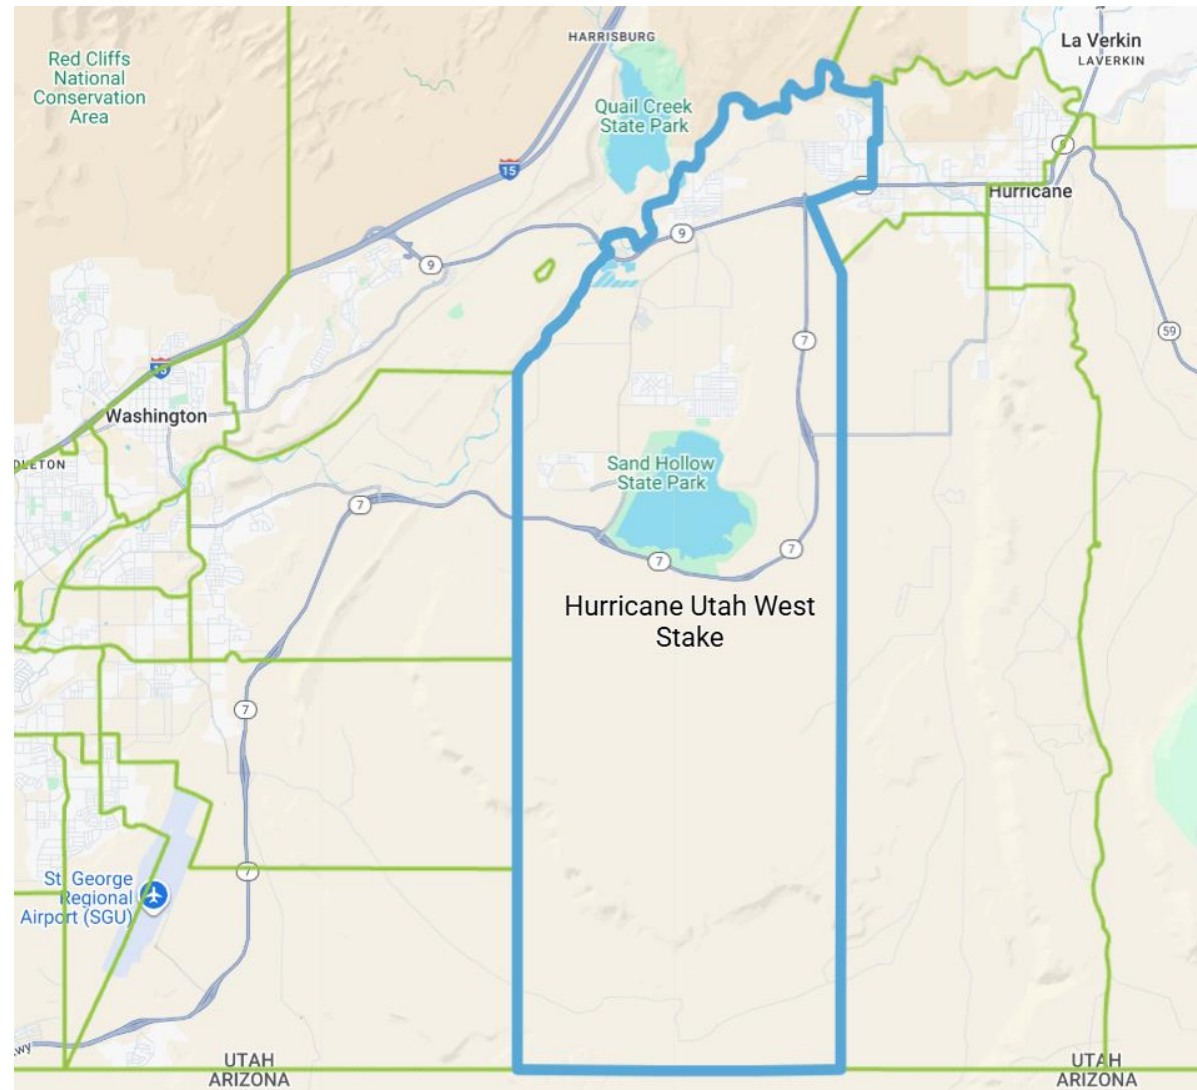 HARRISBURG
La Verkin
LAVERKIN
Red Cliffs
National
Conservation
Area
Quail Creek
State Park
15
9
Hurricane
9
9
59
7
15
Washington
Sand Hollow
State Park
7
7
7
Hurricane Utah West
Stake
7
7
St. George
Regional
Airport (SGU)
UTAH
ARIZONA
UTAH
ARIZONA